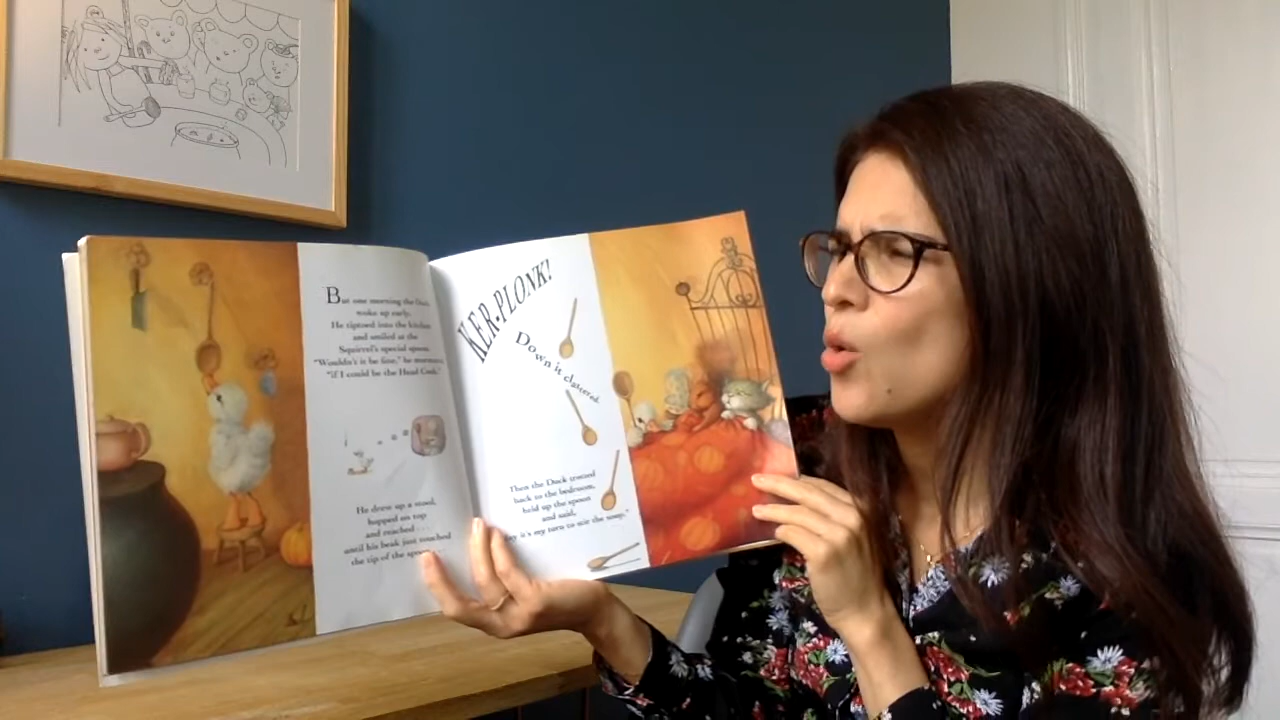 But one morning the Duck
woke up early.
He tiptoed into the kitchen
and smiled at the
Squirrel's special spoon.
"Wouldn't it be fine," he murmured,
"if I could be the Head Cook."
He drew up a stool,
hopped on top
and reached . . .
until his beak just touched
the tip of the spoon . . .
KER-PLONK!
Down it clattered.
Then the Duck trotted
back to the bedroom,
held up the spoon
and said,
it's my turn to stir the soup."